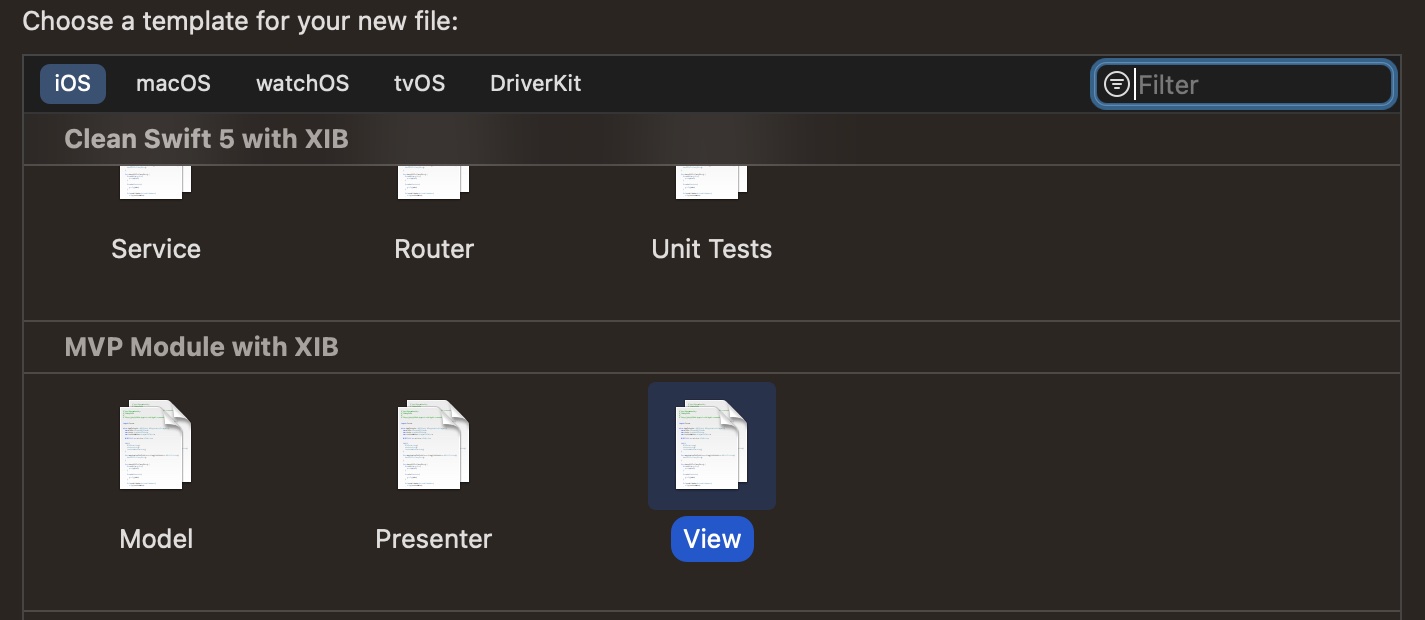 Choose a template for your new file:
iOS macOS watchOS tvOS DriverKit Filter
Clean Swift 5 with XIB
Service Router Unit Tests
MVP Module with XIB
Model Presenter View